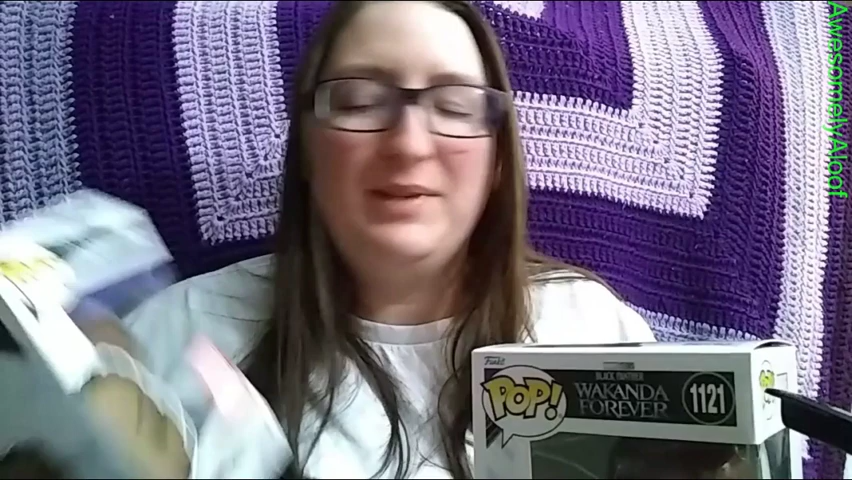 AwesomelyAloof
Funko
POP!
BLACK PANTHER
WAKANDA
FOREVER
1121